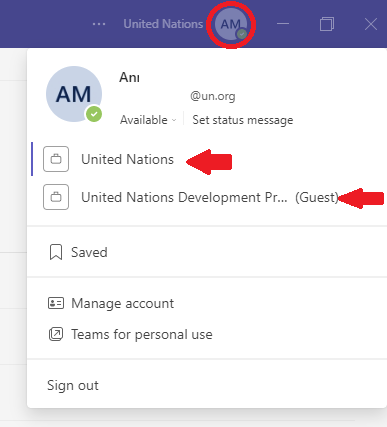 ··· United Nations AM
AM
@un.org
Available Set status message
United Nations
United Nations Development Pr... (Guest)
Saved
Manage account
Teams for personal use
Sign out